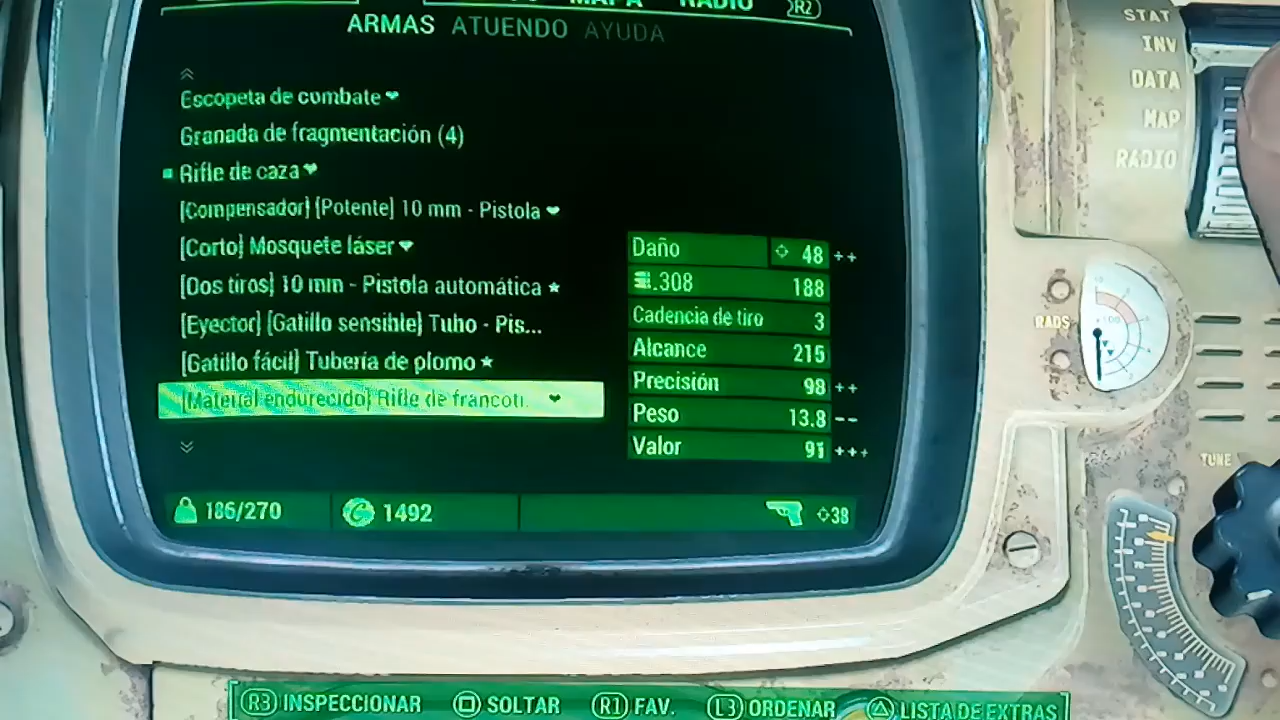 MAPA RADIO R2
ARMAS ATUENDO AYUDA
Escopeta de combate
Granada de fragmentación (4)
Rifle de caza
[Compensador] [Potente] 10 mm - Pistola
[Corto] Mosquete láser
[Dos tiros] 10 mm - Pistola automática
[Eyector] [Gatillo sensible] Tubo - Pis...
[Gatillo fácil] Tubería de plomo
[Material endurecido] Rifle de francoti.
Daño 48 ++
.308 188
Cadencia de tiro 3
Alcance 215
Precisión 98 ++
Peso 13.8 --
Valor 91 +++
186/270 1492 38
STAT
INV
DATA
MAP
RADIO
RADS
TUNE
R3 INSPECCIONAR SOLTAR R1 FAV. L3 ORDENAR LISTA DE EXTRAS